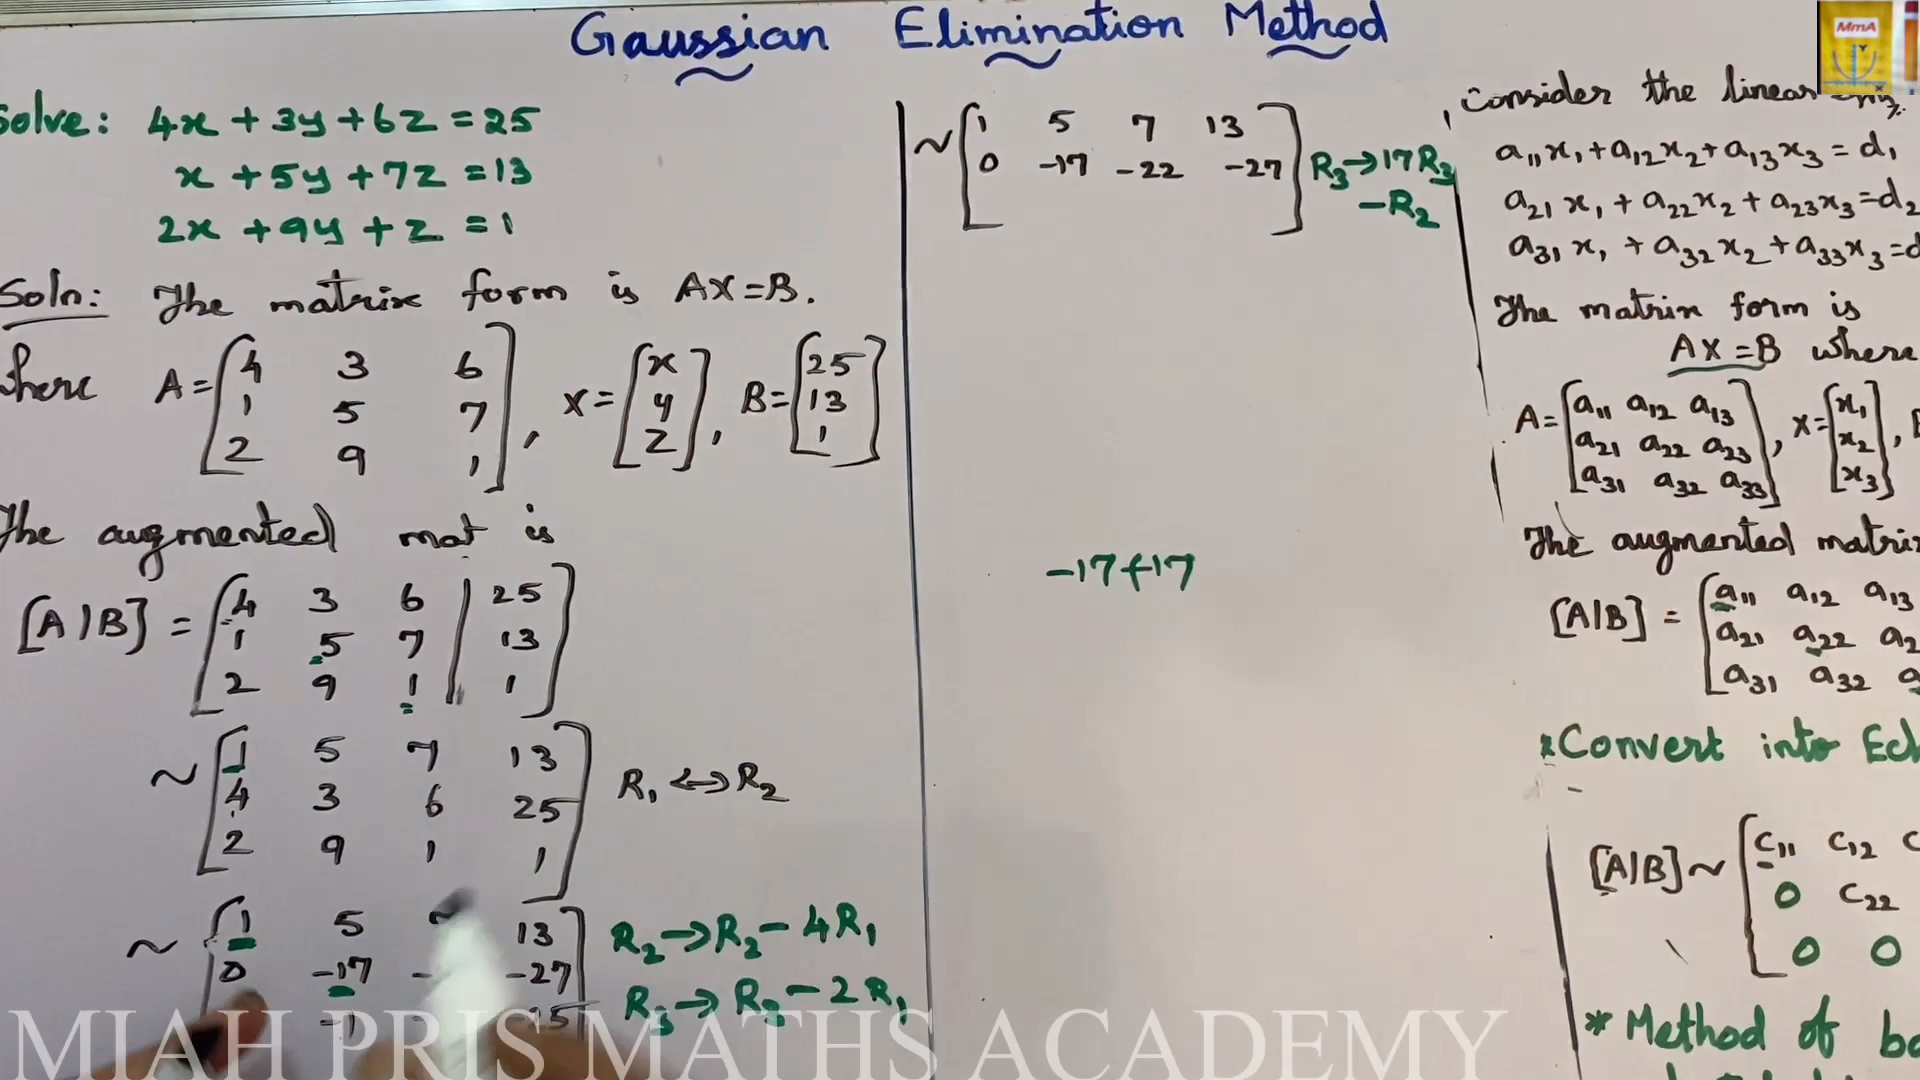 Gaussian Elimination Method
MmA
Solve: 4x + 3y + 6z = 25
x + 5y + 7z = 13
2x + 9y + z = 1
Soln: The matrix form is AX = B.
Where A = [4 3 6
1 5 7
2 9 1], X = [x
y
z], B = [25
13
1]
The augmented mat is
[A|B] = [4 3 6 | 25
1 5 7 | 13
2 9 1 | 1]
~ [1 5 7 13
4 3 6 25
2 9 1 1] R₁ ↔ R₂
~ [1 5 13
0 -17 - -27
-1 - 5] R₂ → R₂ - 4R₁
R₃ → R₃ - 2R₁
~ [1 5 7 13
0 -17 -22 -27] R₃ → 17R₃
- R₂
-17+17
, Consider the linear
a₁₁x₁ + a₁₂x₂ + a₁₃x₃ = d₁
a₂₁x₁ + a₂₂x₂ + a₂₃x₃ = d₂
a₃₁x₁ + a₃₂x₂ + a₃₃x₃ = d
The matrix form is
AX = B where
A = [a₁₁ a₁₂ a₁₃
a₂₁ a₂₂ a₂₃
a₃₁ a₃₂ a₃₃], X = [x₁
x₂
x₃],
The augmented matrix
[A|B] = [a₁₁ a₁₂ a₁₃
a₂₁ a₂₂ a₂
a₃₁ a₃₂ a
*Convert into Ech
[A|B] ~ [c₁₁ c₁₂ c
0 c₂₂
0 0
* Method of ba
MIAH PRIS MATHS ACADEMY